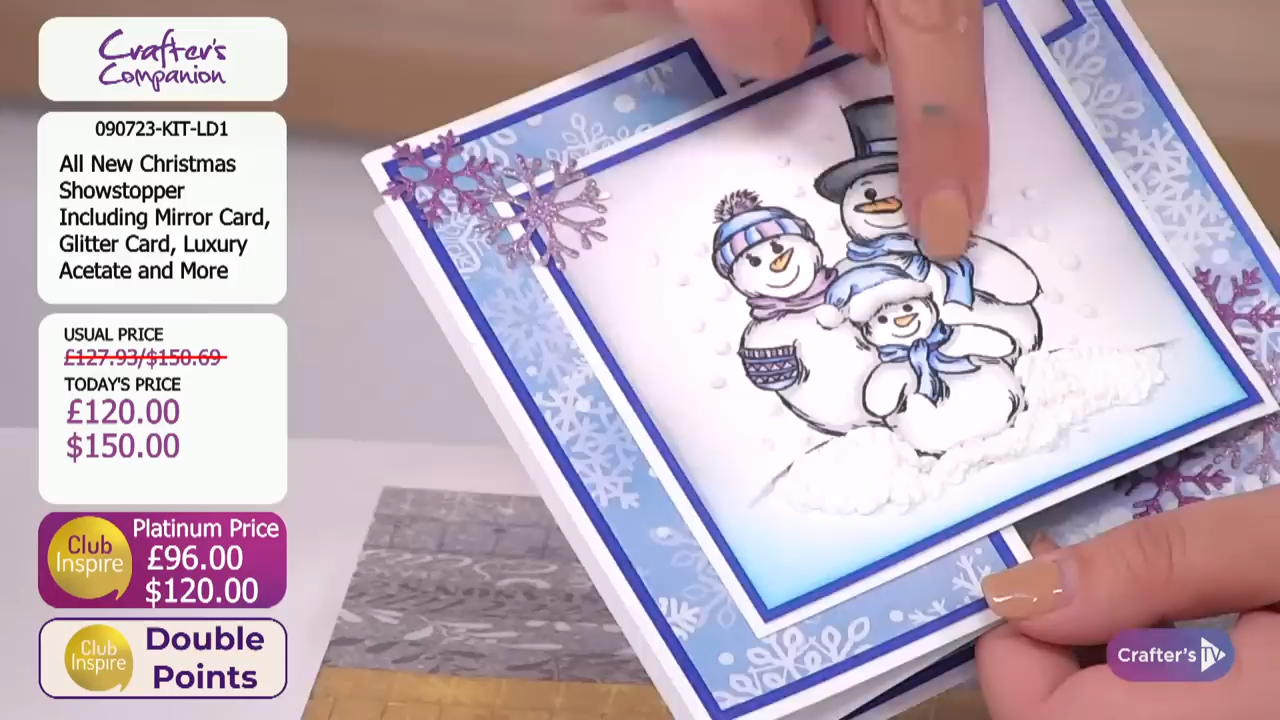 Crafter's
Companion
090723-KIT-LD1
All New Christmas
Showstopper
Including Mirror Card,
Glitter Card, Luxury
Acetate and More
USUAL PRICE
£127.93/$150.69
TODAY'S PRICE
£120.00
$150.00
Club
Inspire
Platinum Price
£96.00
$120.00
Club
Inspire
Double
Points
Crafter's TV